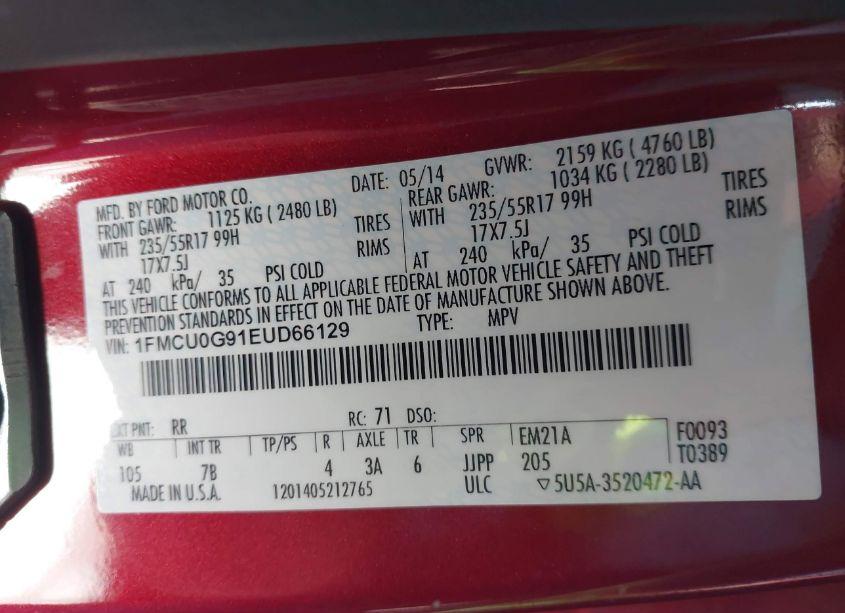 MFD. BY FORD MOTOR CO. DATE: 05/14 GVWR: 2159 KG ( 4760 LB)
FRONT GAWR: 1125 KG ( 2480 LB) REAR GAWR: 1034 KG ( 2280 LB)
WITH 235/55R17 99H TIRES WITH 235/55R17 99H TIRES
17X7.5J RIMS 17X7.5J RIMS
AT 240 kPa/ 35 PSI COLD AT 240 kPa/ 35 PSI COLD
THIS VEHICLE CONFORMS TO ALL APPLICABLE FEDERAL MOTOR VEHICLE SAFETY AND THEFT
PREVENTION STANDARDS IN EFFECT ON THE DATE OF MANUFACTURE SHOWN ABOVE.
VIN: 1FMCU0G91EUD66129 TYPE: MPV
EXT PNT: RR RC: 71 DSO:
WB INT TR TP/PS R AXLE TR SPR EM21A F0093
105 7B 4 3A 6 JJPP 205 T0389
MADE IN U.S.A. 1201405212765 ULC ▽5U5A-3520472-AA